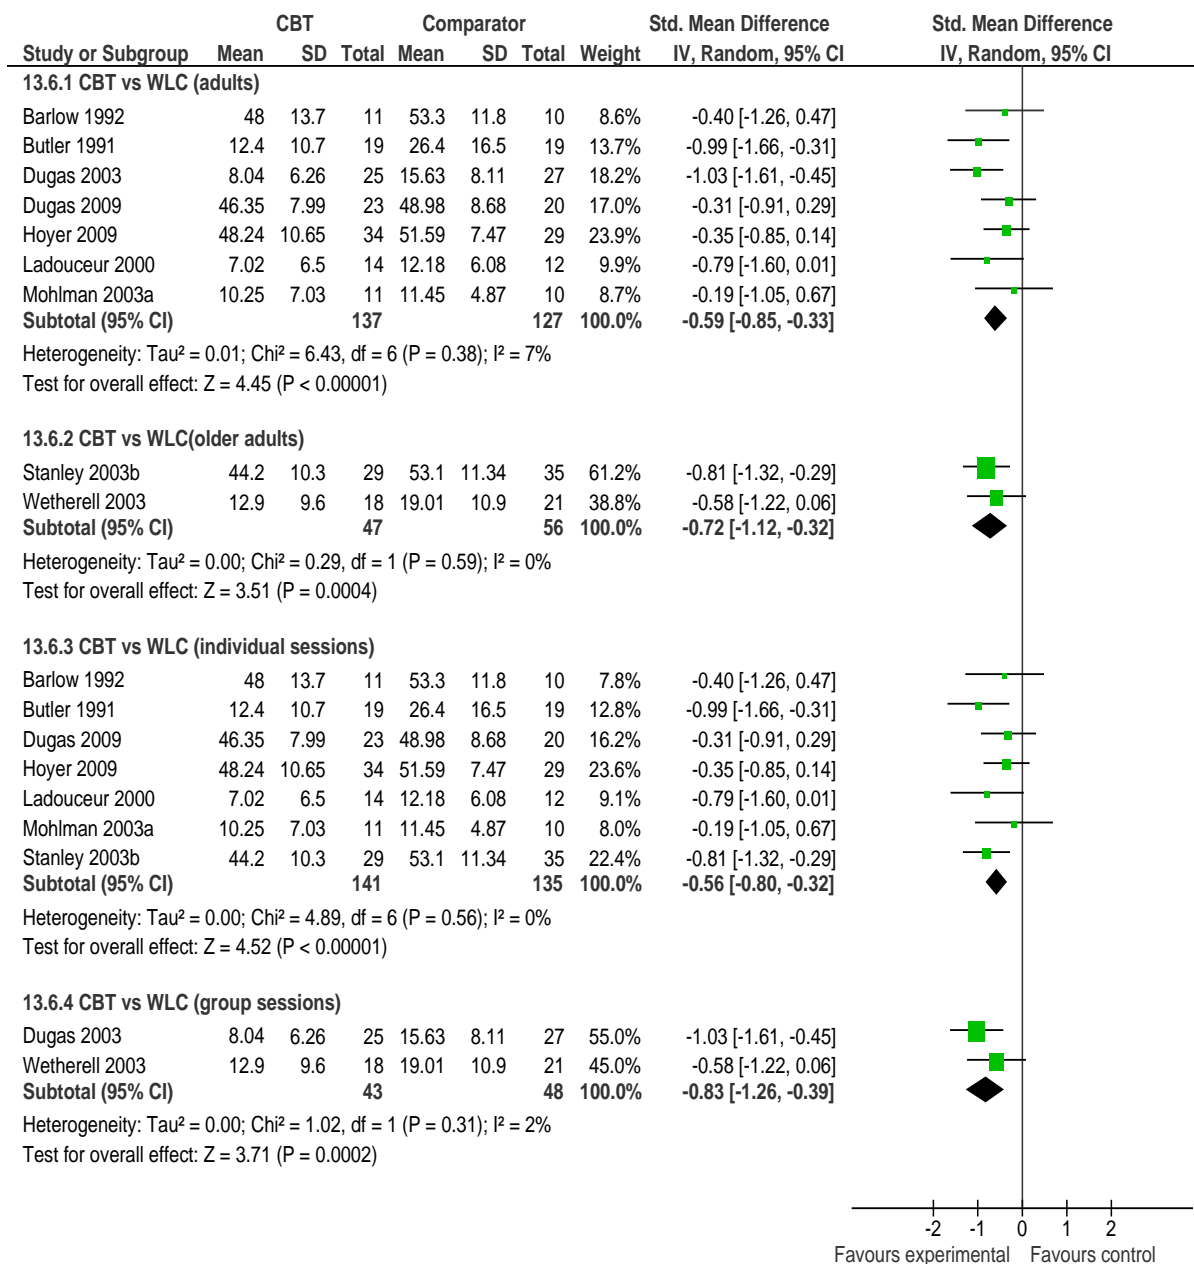 CBT Comparator Std. Mean Difference Std. Mean Difference
Study or Subgroup Mean SD Total Mean SD Total Weight IV, Random, 95% CI IV, Random, 95% CI
13.6.1 CBT vs WLC (adults)
Barlow 1992 48 13.7 11 53.3 11.8 10 8.6% -0.40 [-1.26, 0.47]
Butler 1991 12.4 10.7 19 26.4 16.5 19 13.7% -0.99 [-1.66, -0.31]
Dugas 2003 8.04 6.26 25 15.63 8.11 27 18.2% -1.03 [-1.61, -0.45]
Dugas 2009 46.35 7.99 23 48.98 8.68 20 17.0% -0.31 [-0.91, 0.29]
Hoyer 2009 48.24 10.65 34 51.59 7.47 29 23.9% -0.35 [-0.85, 0.14]
Ladouceur 2000 7.02 6.5 14 12.18 6.08 12 9.9% -0.79 [-1.60, 0.01]
Mohlman 2003a 10.25 7.03 11 11.45 4.87 10 8.7% -0.19 [-1.05, 0.67]
Subtotal (95% CI) 137 127 100.0% -0.59 [-0.85, -0.33]
Heterogeneity: Tau² = 0.01; Chi² = 6.43, df = 6 (P = 0.38); I² = 7%
Test for overall effect: Z = 4.45 (P < 0.00001)
13.6.2 CBT vs WLC(older adults)
Stanley 2003b 44.2 10.3 29 53.1 11.34 35 61.2% -0.81 [-1.32, -0.29]
Wetherell 2003 12.9 9.6 18 19.01 10.9 21 38.8% -0.58 [-1.22, 0.06]
Subtotal (95% CI) 47 56 100.0% -0.72 [-1.12, -0.32]
Heterogeneity: Tau² = 0.00; Chi² = 0.29, df = 1 (P = 0.59); I² = 0%
Test for overall effect: Z = 3.51 (P = 0.0004)
13.6.3 CBT vs WLC (individual sessions)
Barlow 1992 48 13.7 11 53.3 11.8 10 7.8% -0.40 [-1.26, 0.47]
Butler 1991 12.4 10.7 19 26.4 16.5 19 12.8% -0.99 [-1.66, -0.31]
Dugas 2009 46.35 7.99 23 48.98 8.68 20 16.2% -0.31 [-0.91, 0.29]
Hoyer 2009 48.24 10.65 34 51.59 7.47 29 23.6% -0.35 [-0.85, 0.14]
Ladouceur 2000 7.02 6.5 14 12.18 6.08 12 9.1% -0.79 [-1.60, 0.01]
Mohlman 2003a 10.25 7.03 11 11.45 4.87 10 8.0% -0.19 [-1.05, 0.67]
Stanley 2003b 44.2 10.3 29 53.1 11.34 35 22.4% -0.81 [-1.32, -0.29]
Subtotal (95% CI) 141 135 100.0% -0.56 [-0.80, -0.32]
Heterogeneity: Tau² = 0.00; Chi² = 4.89, df = 6 (P = 0.56); I² = 0%
Test for overall effect: Z = 4.52 (P < 0.00001)
13.6.4 CBT vs WLC (group sessions)
Dugas 2003 8.04 6.26 25 15.63 8.11 27 55.0% -1.03 [-1.61, -0.45]
Wetherell 2003 12.9 9.6 18 19.01 10.9 21 45.0% -0.58 [-1.22, 0.06]
Subtotal (95% CI) 43 48 100.0% -0.83 [-1.26, -0.39]
Heterogeneity: Tau² = 0.00; Chi² = 1.02, df = 1 (P = 0.31); I² = 2%
Test for overall effect: Z = 3.71 (P = 0.0002)
-2 -1 0 1 2
Favours experimental Favours control